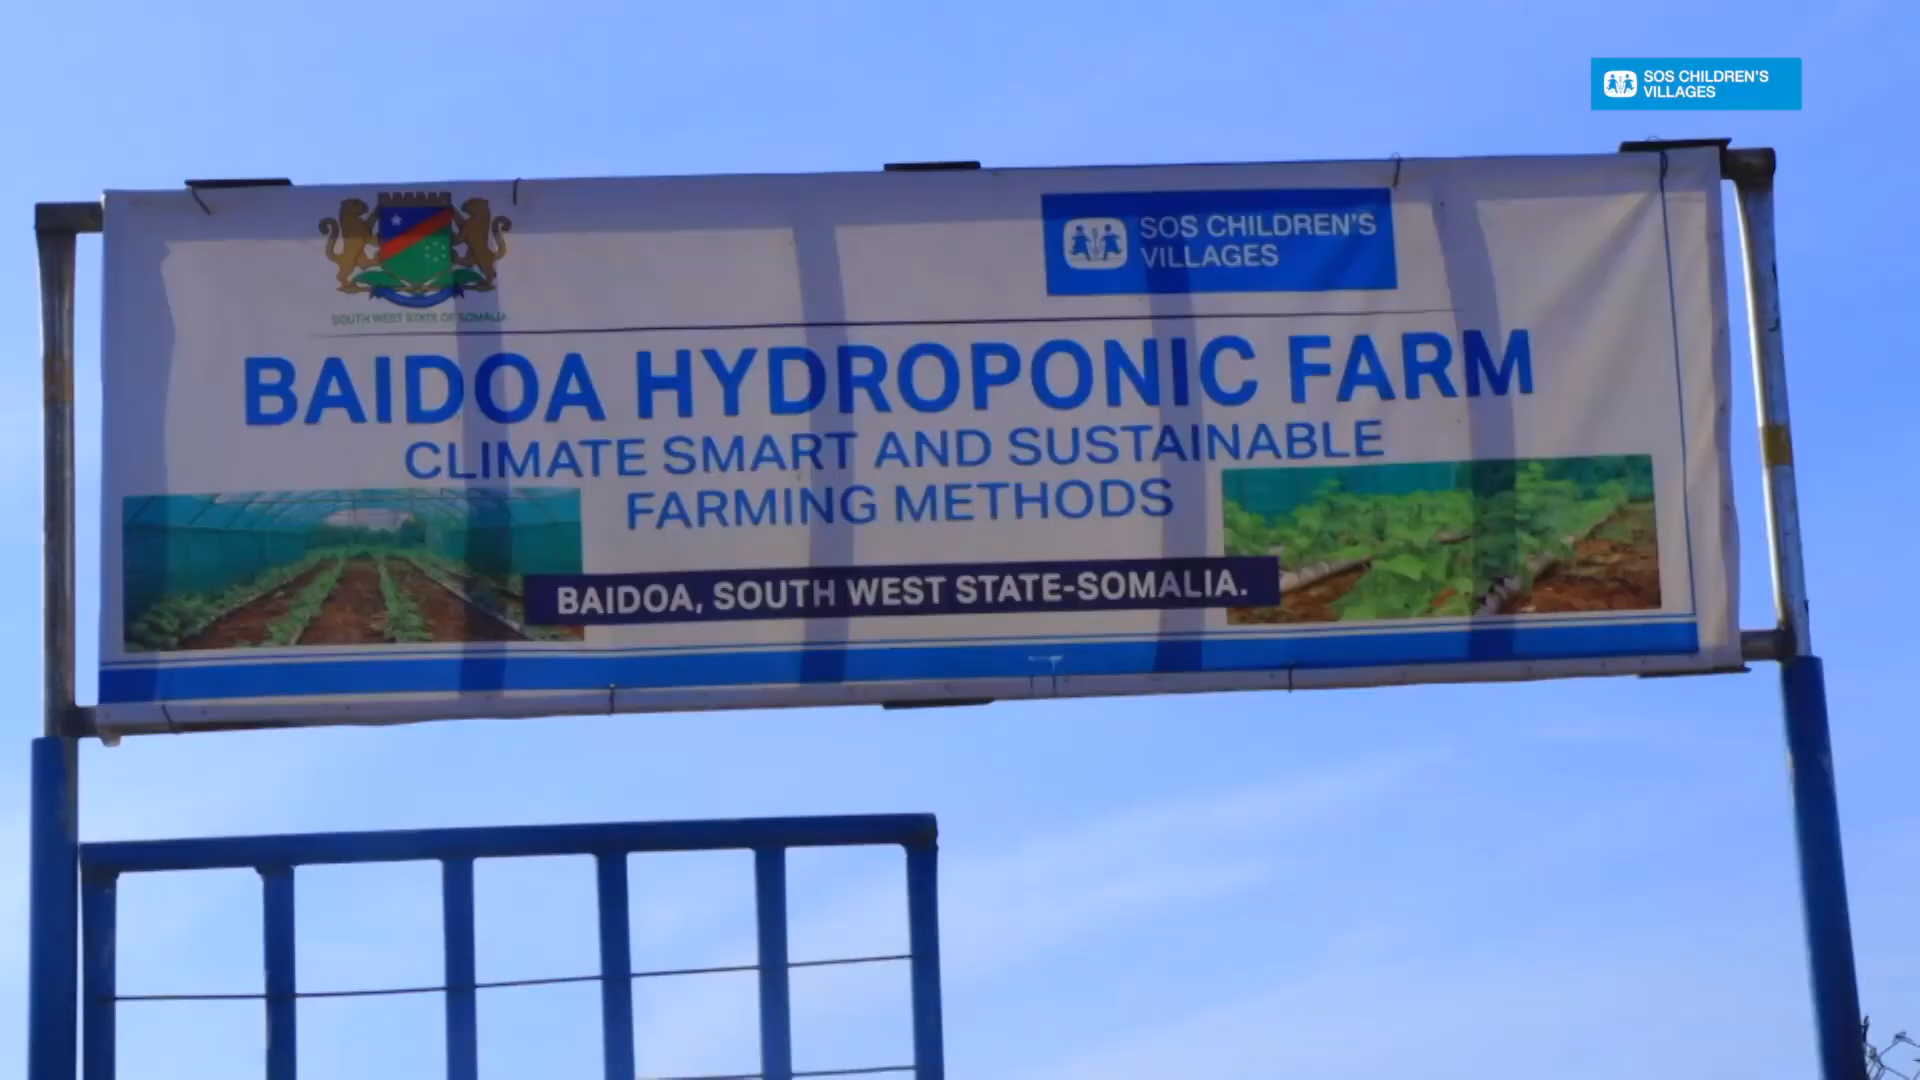 SOS CHILDREN'S
VILLAGES
SOUTH WEST STATE OF SOMALIA
SOS CHILDREN'S
VILLAGES
BAIDOA HYDROPONIC FARM
CLIMATE SMART AND SUSTAINABLE
FARMING METHODS
BAIDOA, SOUTH WEST STATE-SOMALIA.